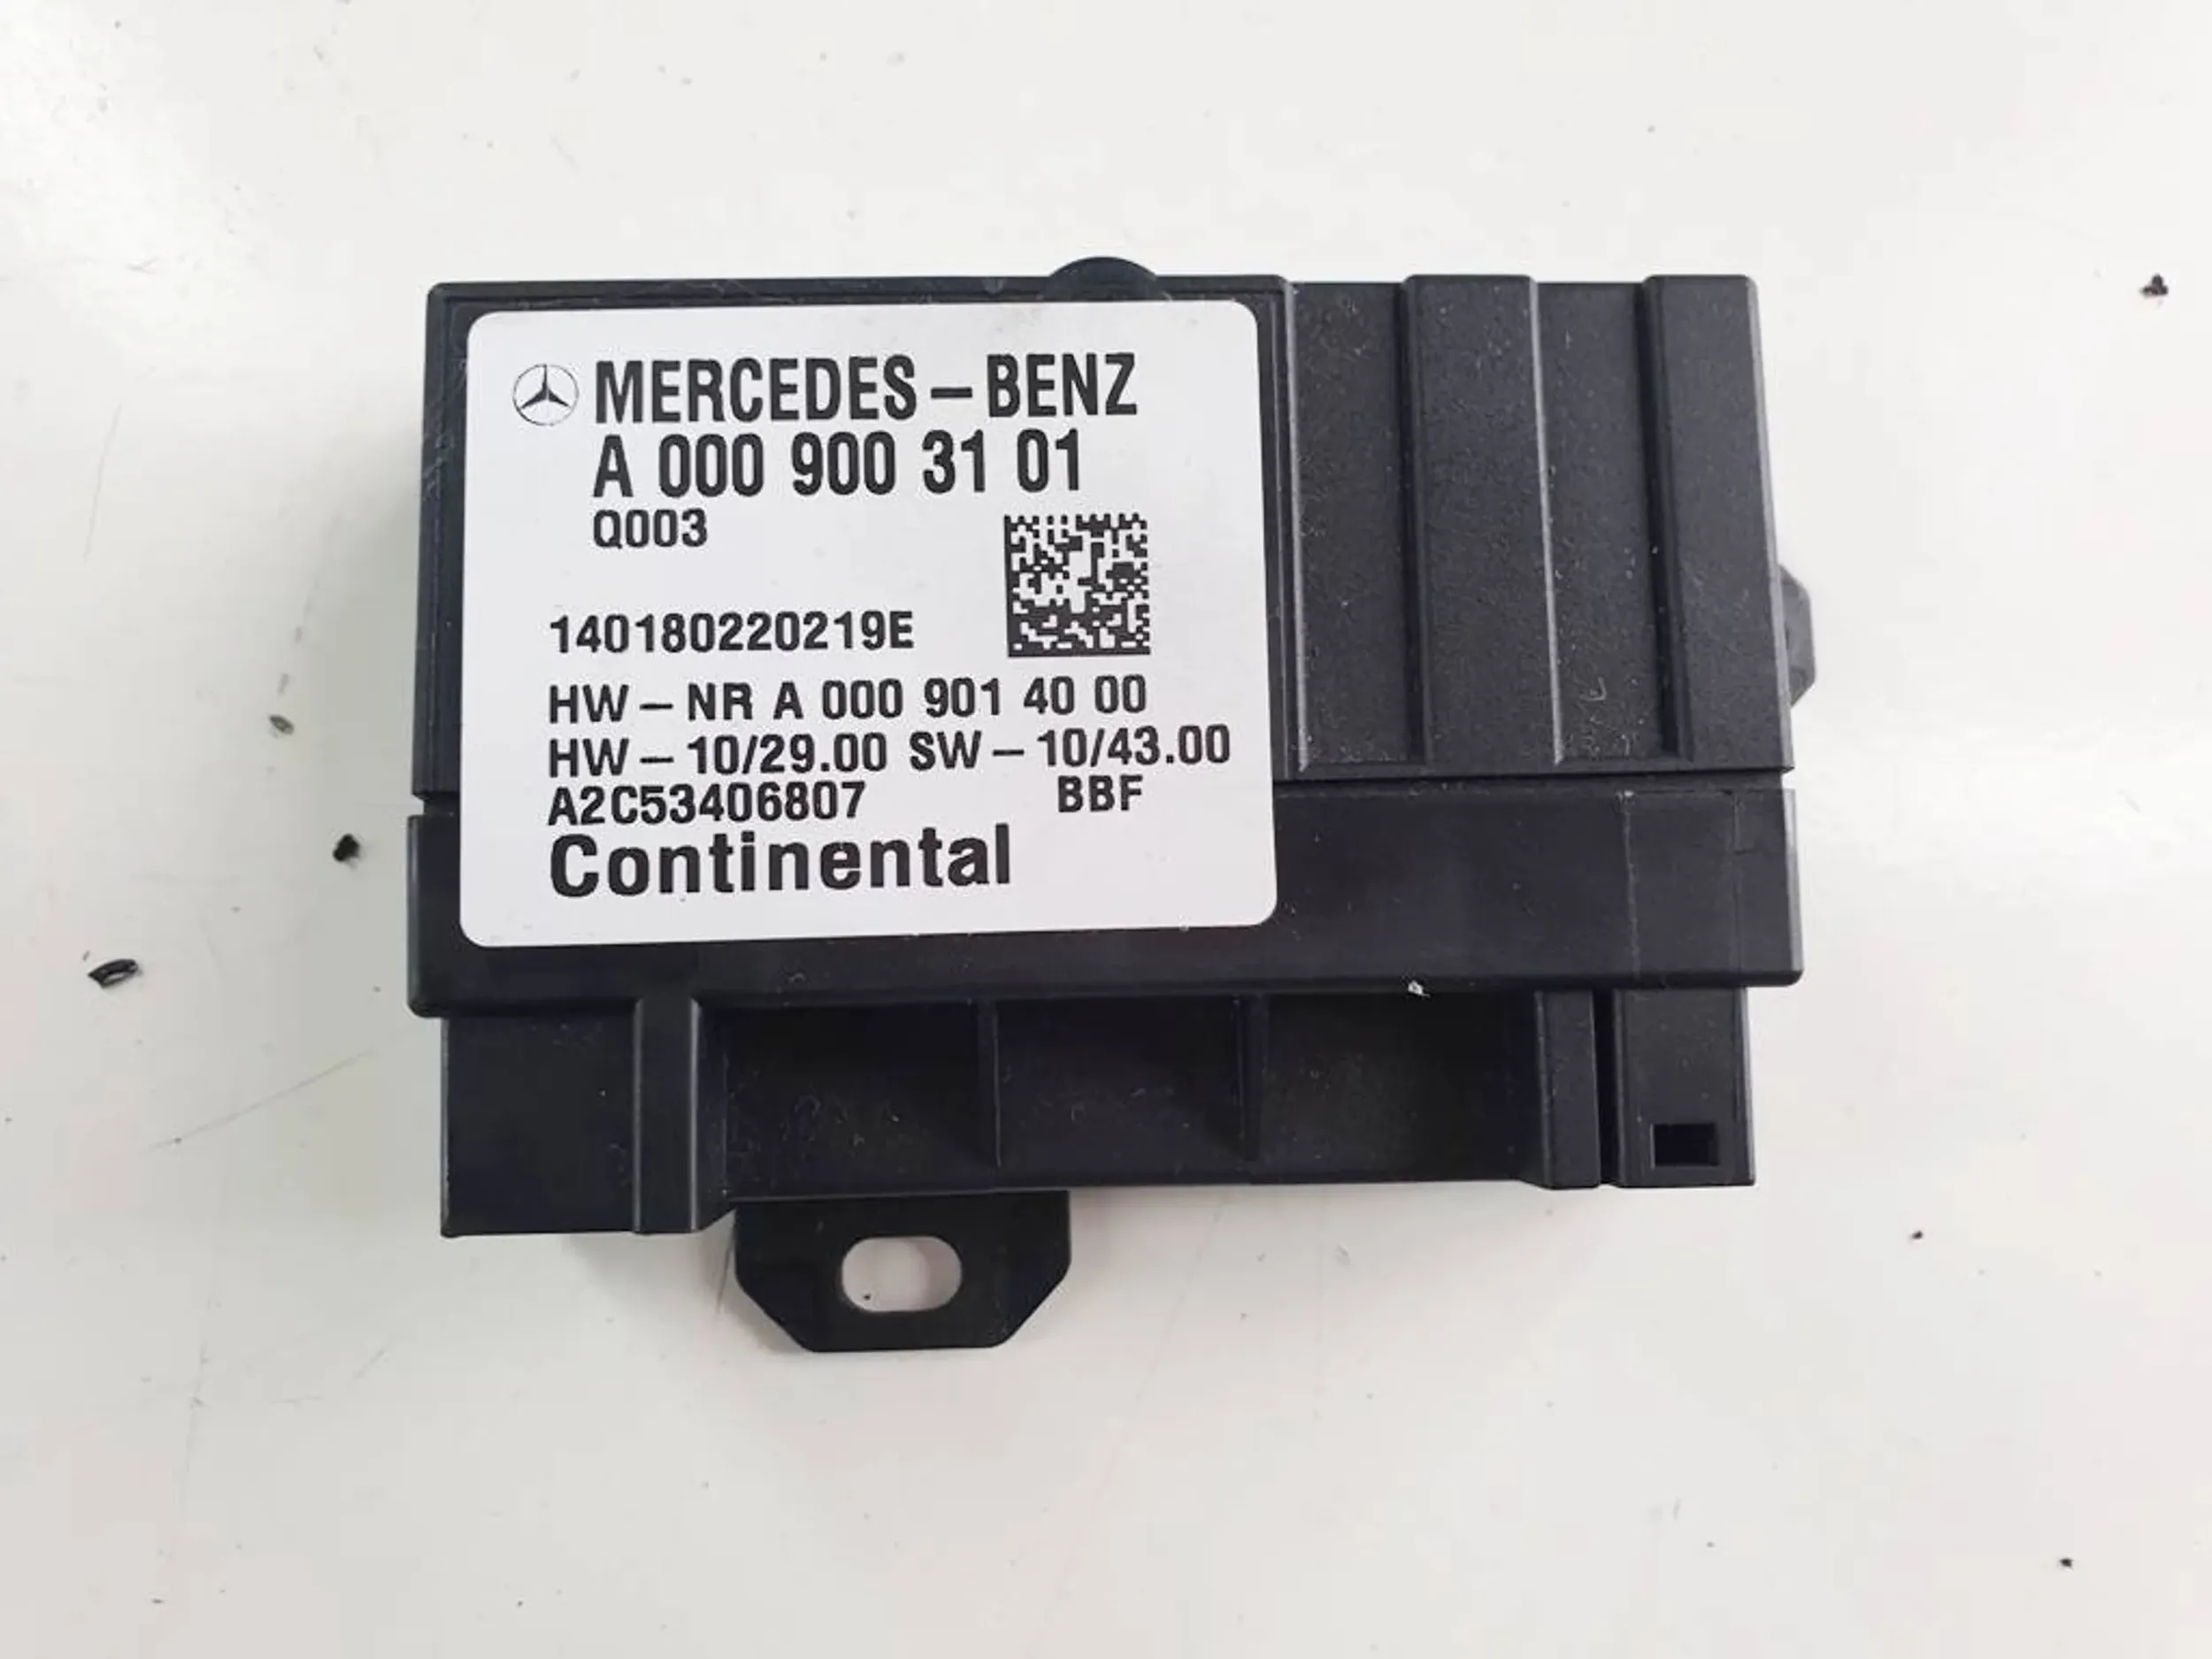 MERCEDES-BENZ
A 000 900 31 01
Q003
140180220219E
HW-NR A 000 901 40 00
HW-10/29.00 SW-10/43.00
A2C53406807 BBF
Continental